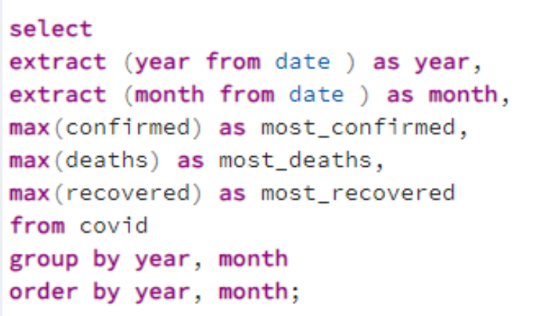 select
extract (year from date ) as year,
extract (month from date ) as month,
max(confirmed) as most_confirmed,
max(deaths) as most_deaths,
max(recovered) as most_recovered
from covid
group by year, month
order by year, month;